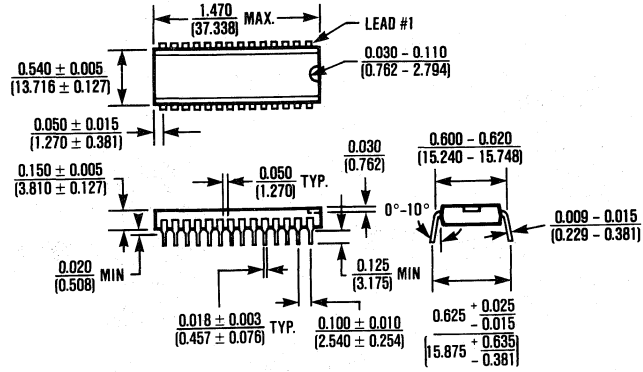 1.470 MAX.
(37.338)
LEAD #1
0.540 ± 0.005
(13.716 ± 0.127)
0.030 – 0.110
(0.762 – 2.794)
0.050 ± 0.015
(1.270 ± 0.381)
0.150 ± 0.005
(3.810 ± 0.127)
0.050 TYP.
(1.270)
0.030
(0.762)
0.600 – 0.620
(15.240 – 15.748)
0°–10°
0.009 – 0.015
(0.229 – 0.381)
0.020 MIN
(0.508)
0.125 MIN
(3.175)
0.018 ± 0.003 TYP.
(0.457 ± 0.076)
0.100 ± 0.010
(2.540 ± 0.254)
0.625 + 0.025
– 0.015
(15.875 + 0.635
– 0.381)